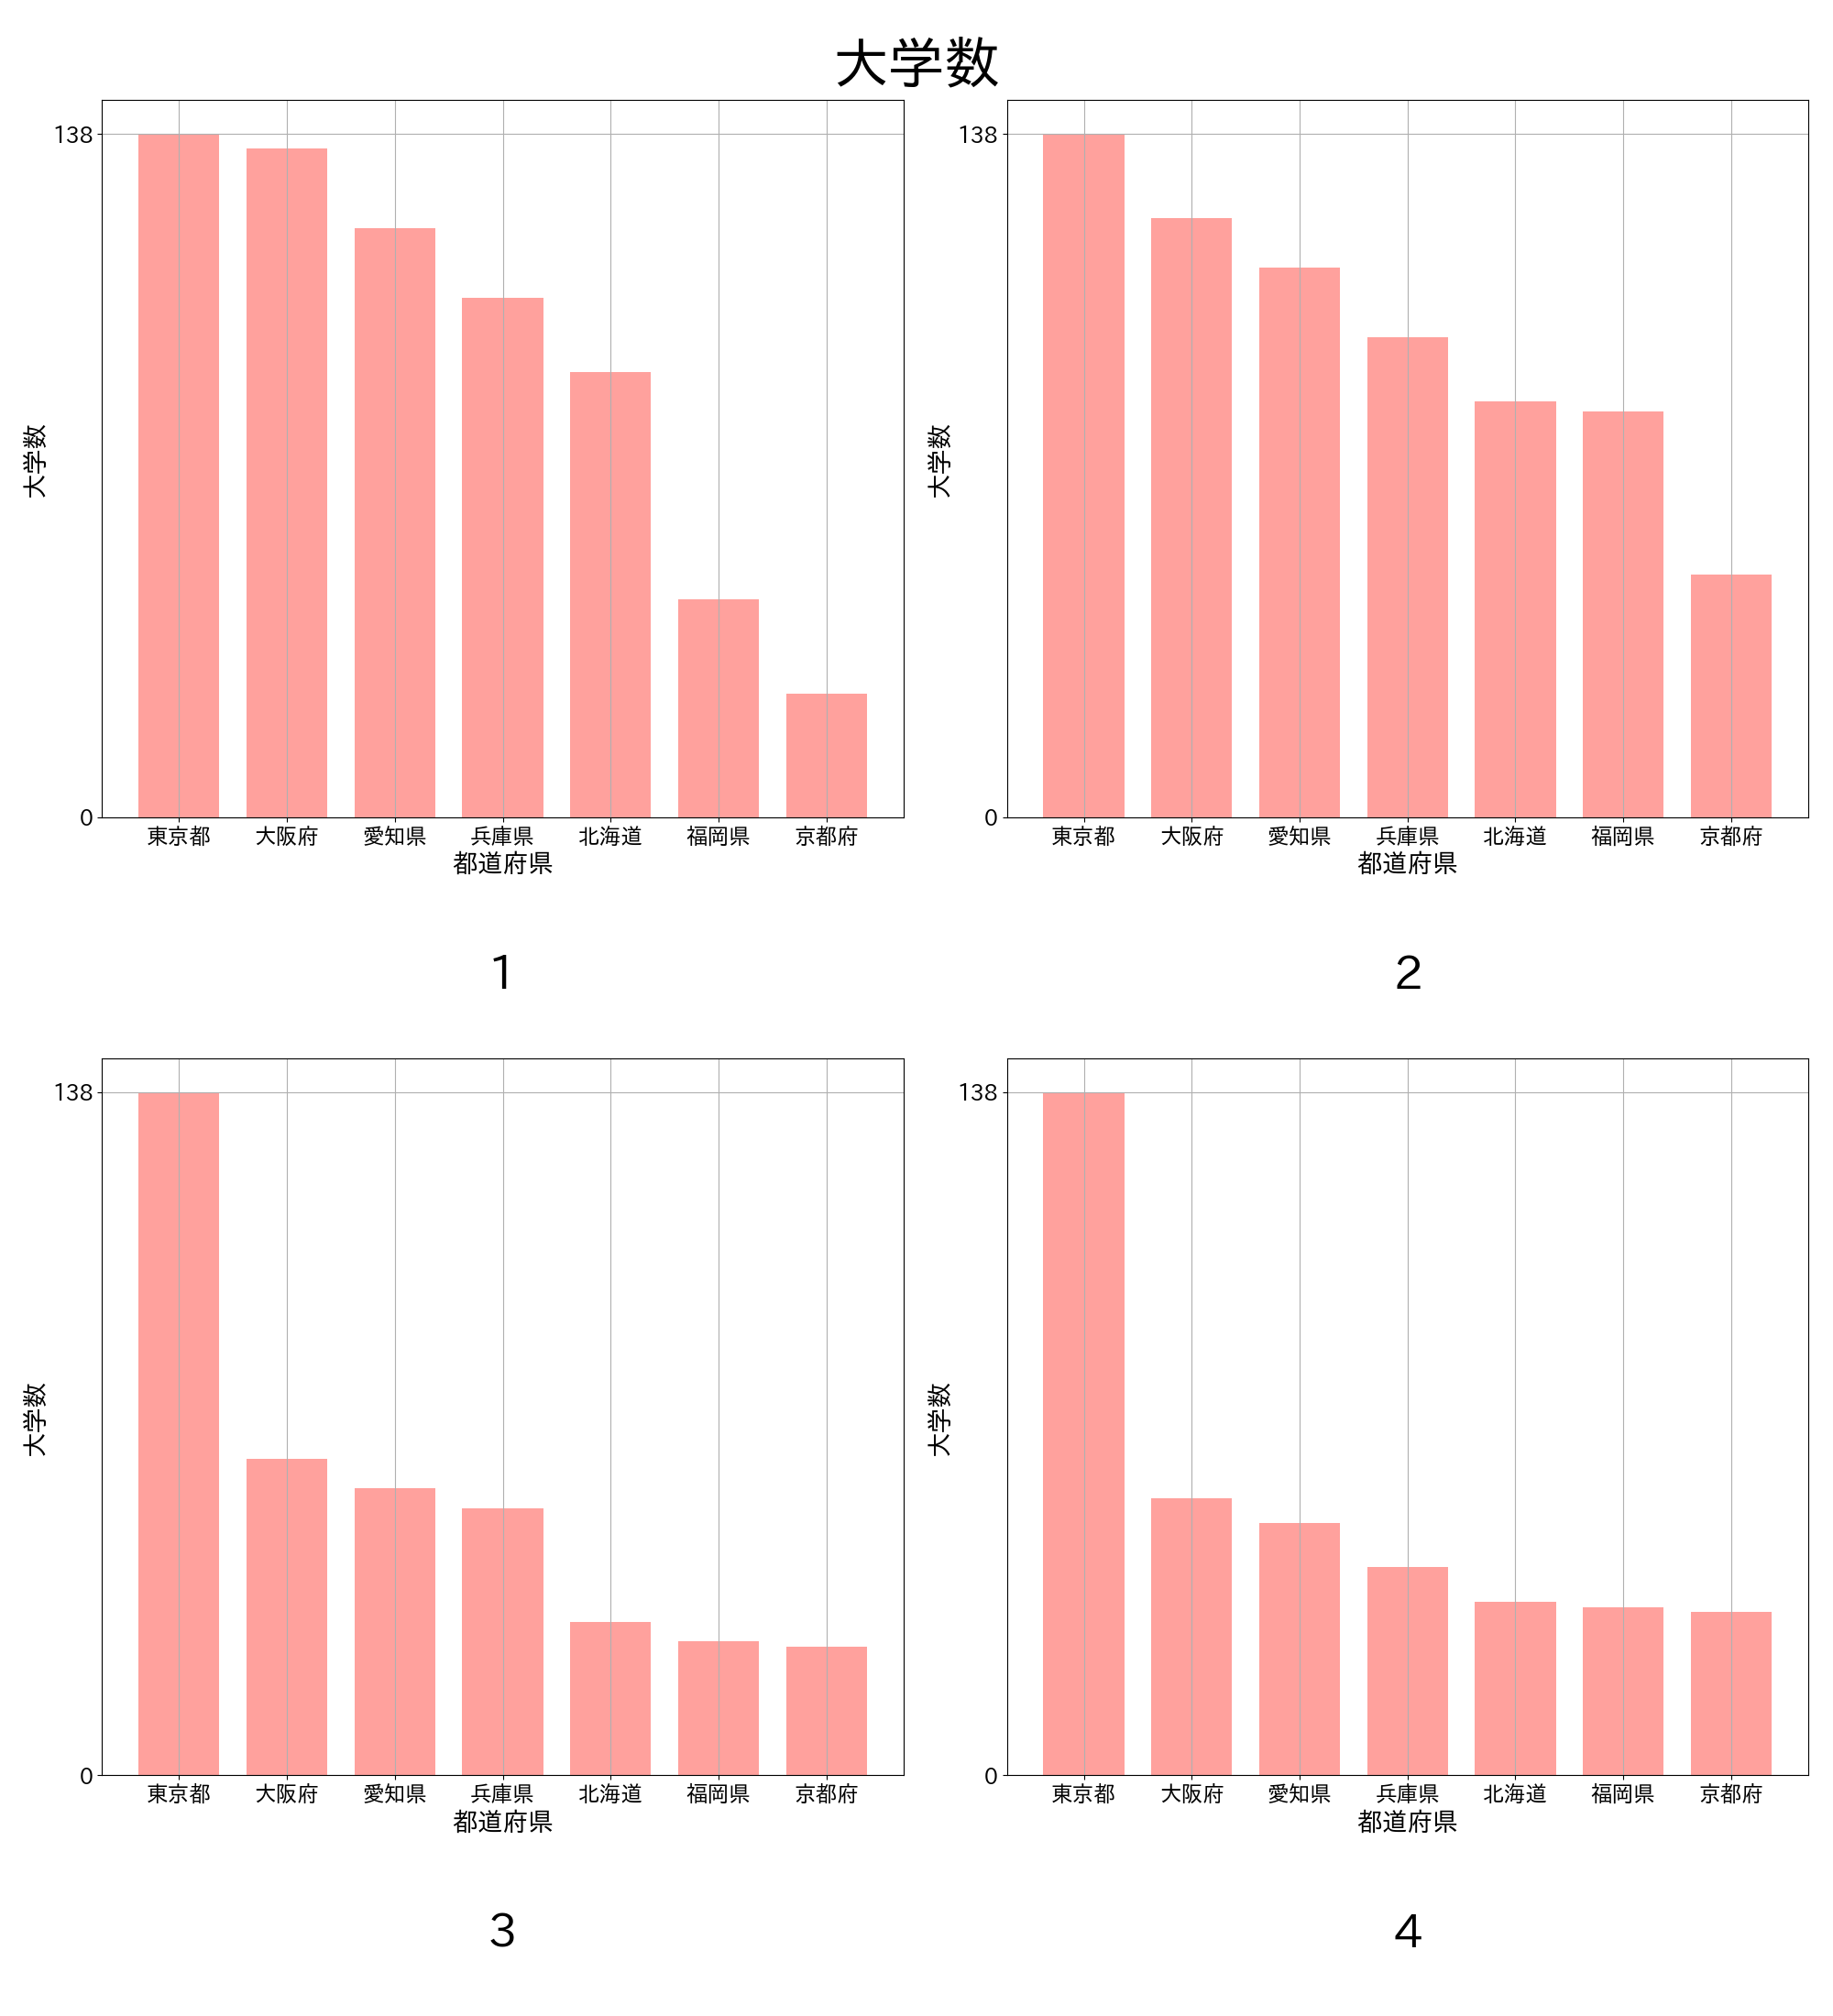 大学数
138
0
大学数
東京都 大阪府 愛知県 兵庫県 北海道 福岡県 京都府
都道府県
1
138
0
大学数
東京都 大阪府 愛知県 兵庫県 北海道 福岡県 京都府
都道府県
2
138
0
大学数
東京都 大阪府 愛知県 兵庫県 北海道 福岡県 京都府
都道府県
3
138
0
大学数
東京都 大阪府 愛知県 兵庫県 北海道 福岡県 京都府
都道府県
4